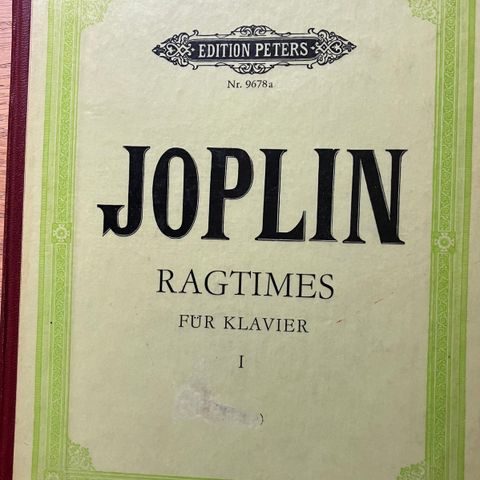 EDITION PETERS
Nr. 9678a
JOPLIN
RAGTIMES
FÜR KLAVIER
I
)